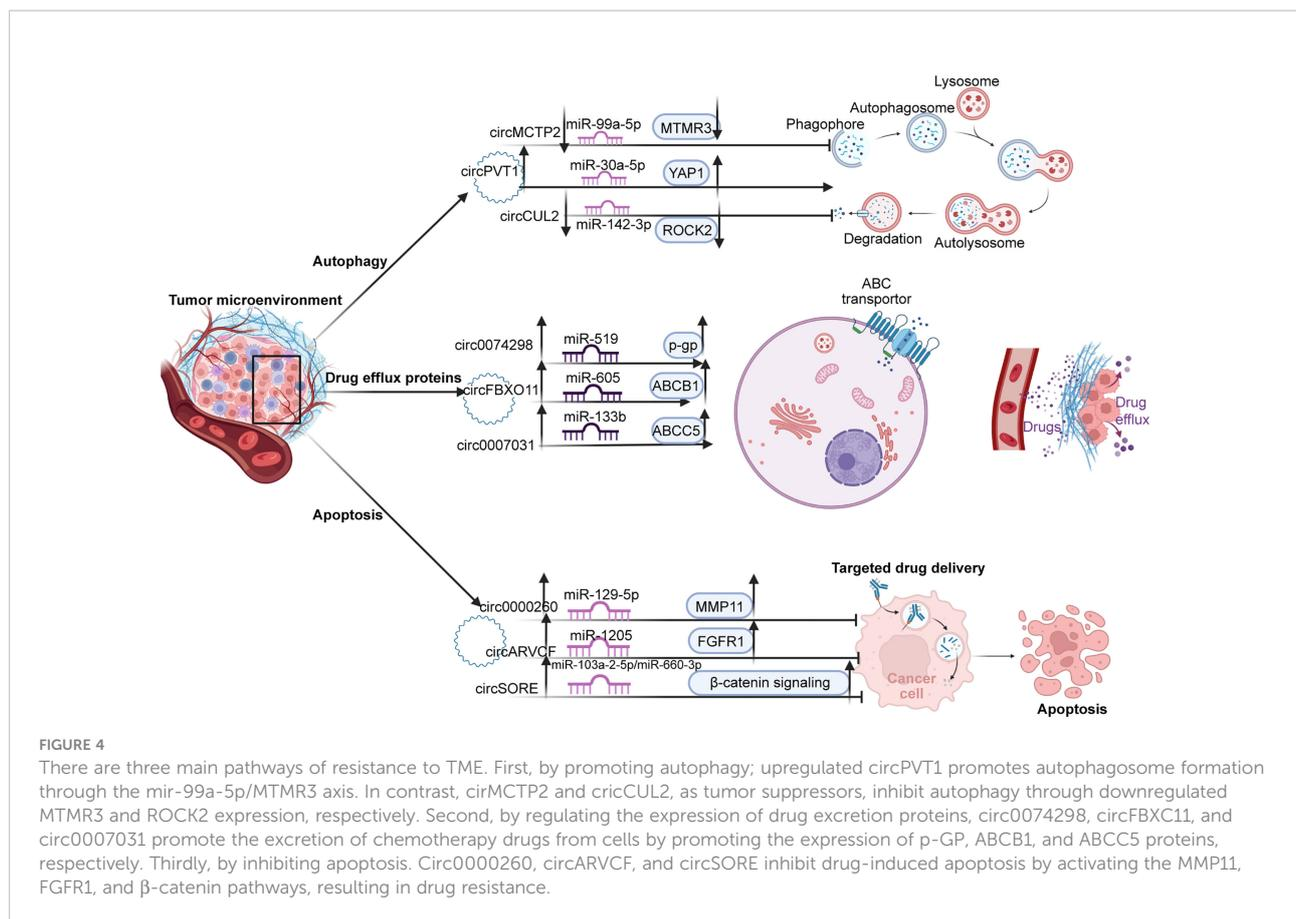 Lysosome
Autophagosome
Phagophore
circMCTP2
miR-99a-5p
MTMR3
circPVT1
miR-30a-5p
YAP1
circCUL2
miR-142-3p
ROCK2
Degradation
Autolysosome
Autophagy
Tumor microenvironment
ABC
transportor
circ0074298
miR-519
p-gp
Drug efflux proteins
circFBXO11
miR-605
ABCB1
miR-133b
ABCC5
circ0007031
Drugs
Drug
efflux
Apoptosis
Targeted drug delivery
circ0000260
miR-129-5p
MMP11
circARVCF
miR-1205
FGFR1
miR-103a-2-5p/miR-660-3p
circSORE
β-catenin signaling
Cancer
cell
Apoptosis
FIGURE 4
There are three main pathways of resistance to TME. First, by promoting autophagy; upregulated circPVT1 promotes autophagosome formation
through the mir-99a-5p/MTMR3 axis. In contrast, cirMCTP2 and cricCUL2, as tumor suppressors, inhibit autophagy through downregulated
MTMR3 and ROCK2 expression, respectively. Second, by regulating the expression of drug excretion proteins, circ0074298, circFBXC11, and
circ0007031 promote the excretion of chemotherapy drugs from cells by promoting the expression of p-GP, ABCB1, and ABCC5 proteins,
respectively. Thirdly, by inhibiting apoptosis. Circ0000260, circARVCF, and circSORE inhibit drug-induced apoptosis by activating the MMP11,
FGFR1, and β-catenin pathways, resulting in drug resistance.